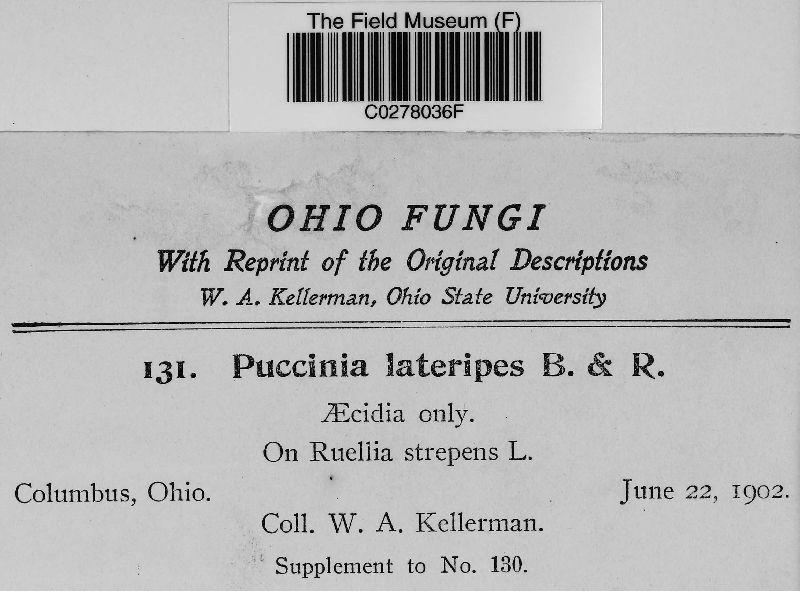 The Field Museum (F)
C0278036F
OHIO FUNGI
With Reprint of the Original Descriptions
W. A. Kellerman, Ohio State University
131. Puccinia lateripes B. & R.
Æcidia only.
On Ruellia strepens L.
Columbus, Ohio. June 22, 1902.
Coll. W. A. Kellerman.
Supplement to No. 130.